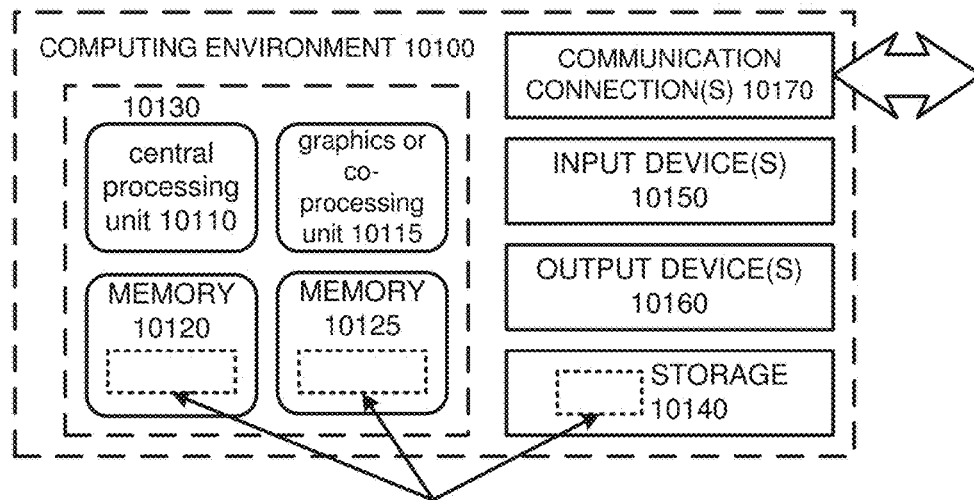 COMPUTING ENVIRONMENT 10100
10130
central
processing
unit 10110
graphics or
co-
processing
unit 10115
MEMORY
10120
MEMORY
10125
COMMUNICATION
CONNECTION(S) 10170
INPUT DEVICE(S)
10150
OUTPUT DEVICE(S)
10160
STORAGE
10140